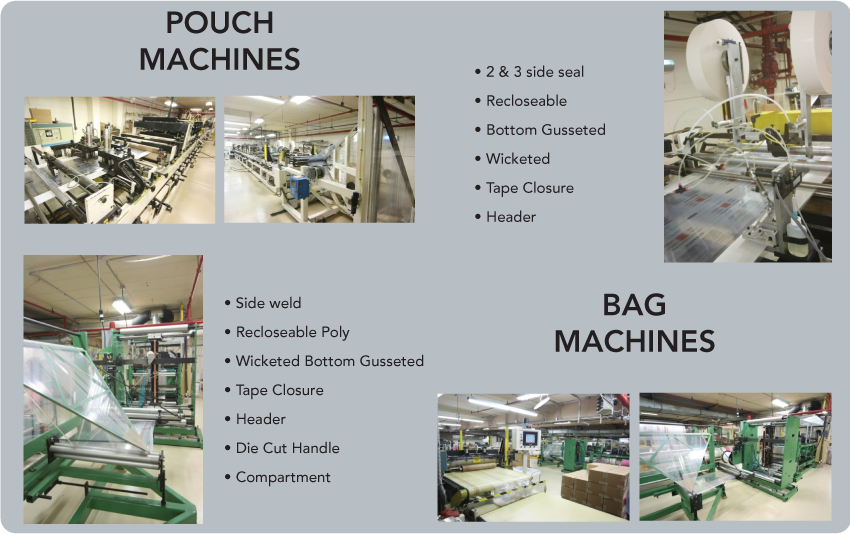 POUCH
MACHINES
• 2 & 3 side seal
• Recloseable
• Bottom Gusseted
• Wicketed
• Tape Closure
• Header
• Side weld
• Recloseable Poly
• Wicketed Bottom Gusseted
• Tape Closure
• Header
• Die Cut Handle
• Compartment
BAG
MACHINES